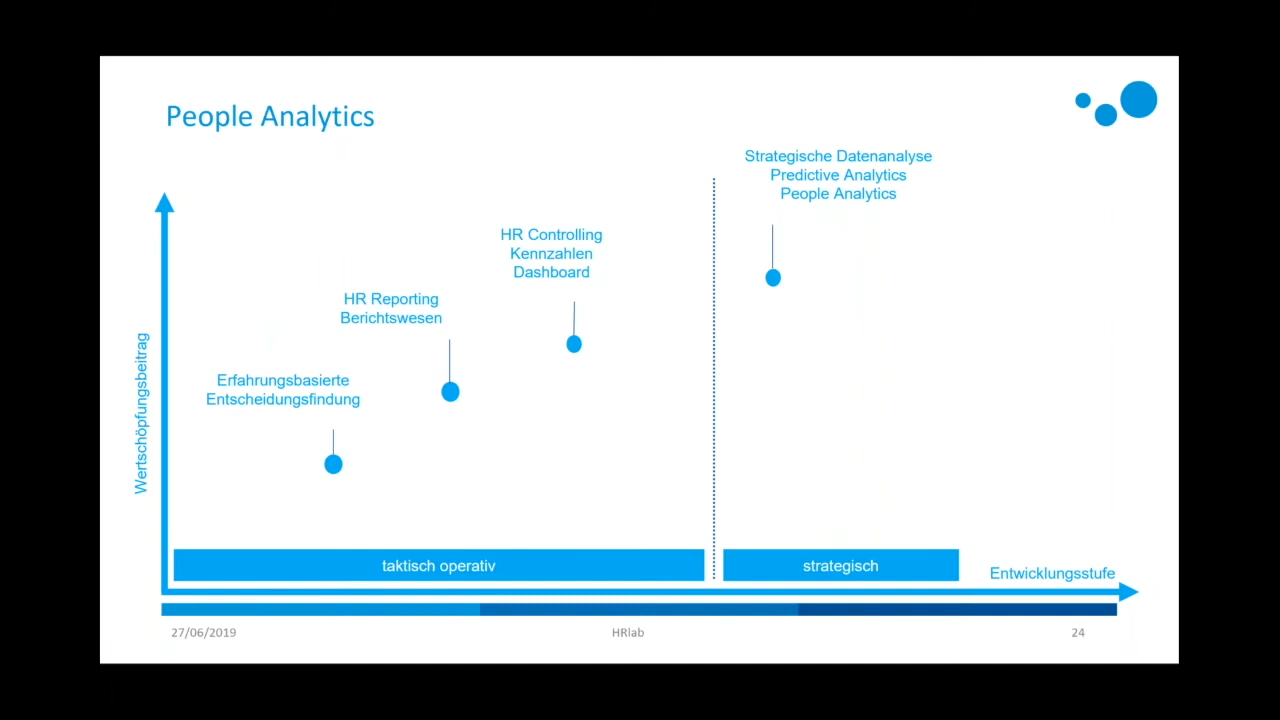 People Analytics
Strategische Datenanalyse
Predictive Analytics
People Analytics
HR Controlling
Kennzahlen
Dashboard
HR Reporting
Berichtswesen
Erfahrungsbasierte
Entscheidungsfindung
Wertschöpfungsbeitrag
taktisch operativ
strategisch
Entwicklungsstufe
27/06/2019
HRlab
24